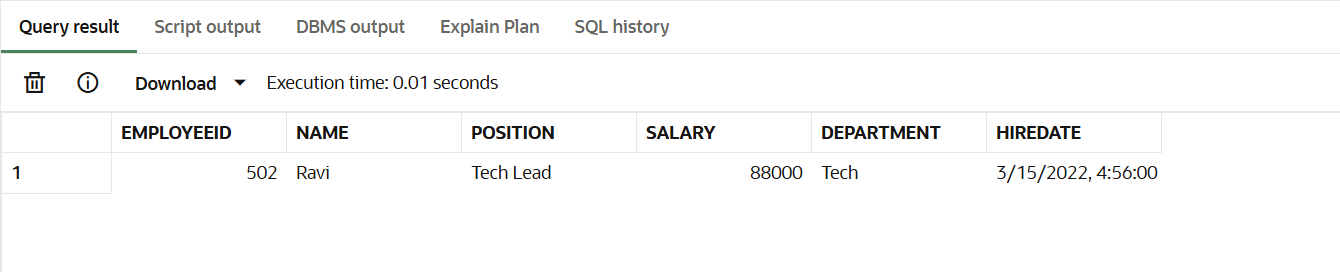 Query result Script output DBMS output Explain Plan SQL history
Download Execution time: 0.01 seconds
EMPLOYEEID NAME POSITION SALARY DEPARTMENT HIREDATE
1 502 Ravi Tech Lead 88000 Tech 3/15/2022, 4:56:00